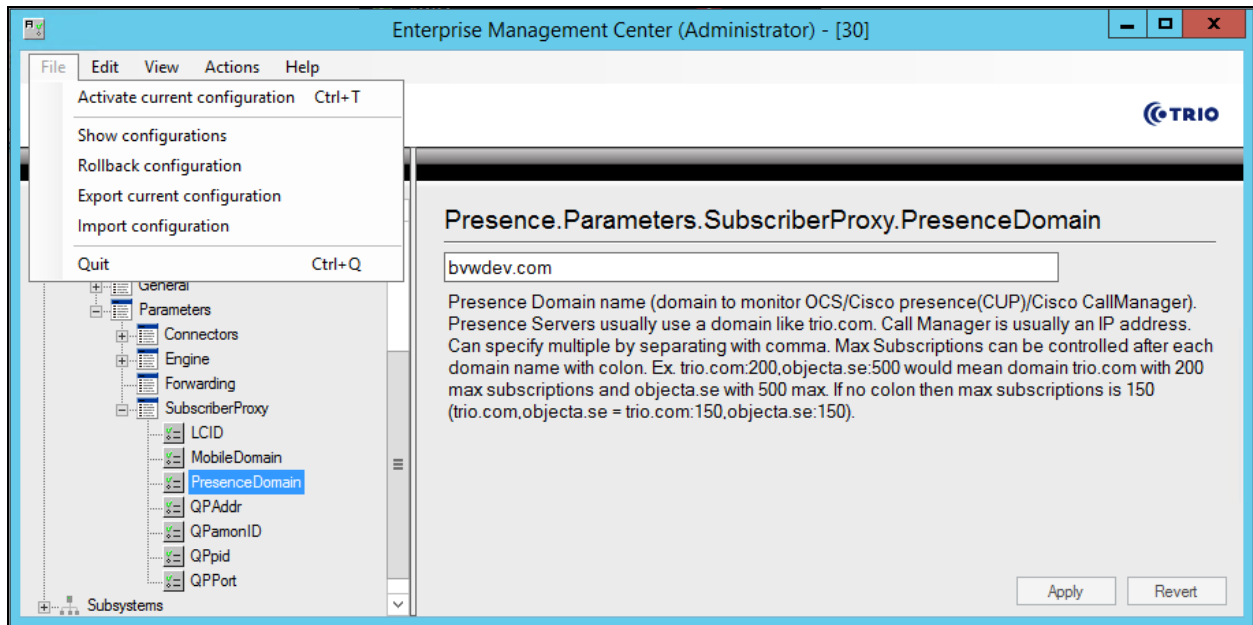 Enterprise Management Center (Administrator) - [30]
File Edit View Actions Help
Activate current configuration Ctrl+T
Show configurations
Rollback configuration
Export current configuration
Import configuration
Quit Ctrl+Q
TRIO
General
Parameters
Connectors
Engine
Forwarding
SubscriberProxy
LCID
MobileDomain
PresenceDomain
QPAddr
QPamonID
QPpid
QPPort
Subsystems
Presence.Parameters.SubscriberProxy.PresenceDomain
bvwdev.com
Presence Domain name (domain to monitor OCS/Cisco presence(CUP)/Cisco CallManager).
Presence Servers usually use a domain like trio.com. Call Manager is usually an IP address.
Can specify multiple by separating with comma. Max Subscriptions can be controlled after each
domain name with colon. Ex. trio.com:200,objecta.se:500 would mean domain trio.com with 200
max subscriptions and objecta.se with 500 max. If no colon then max subscriptions is 150
(trio.com,objecta.se = trio.com:150,objecta.se:150).
Apply Revert